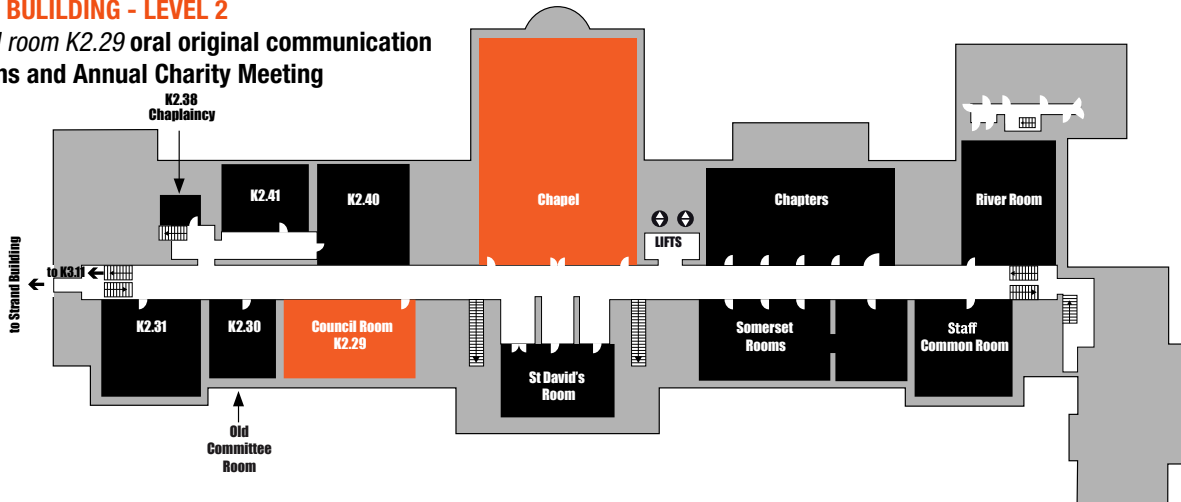 BULILDING - LEVEL 2
room K2.29 oral original communication
and Annual Charity Meeting
K2.38
Chaplaincy
K2.41
K2.40
Chapel
Chapters
River Room
LIFTS
to Strand Building
to K3.11
K2.31
K2.30
Council Room
K2.29
St David's
Room
Somerset
Rooms
Staff
Common Room
Old
Committee
Room